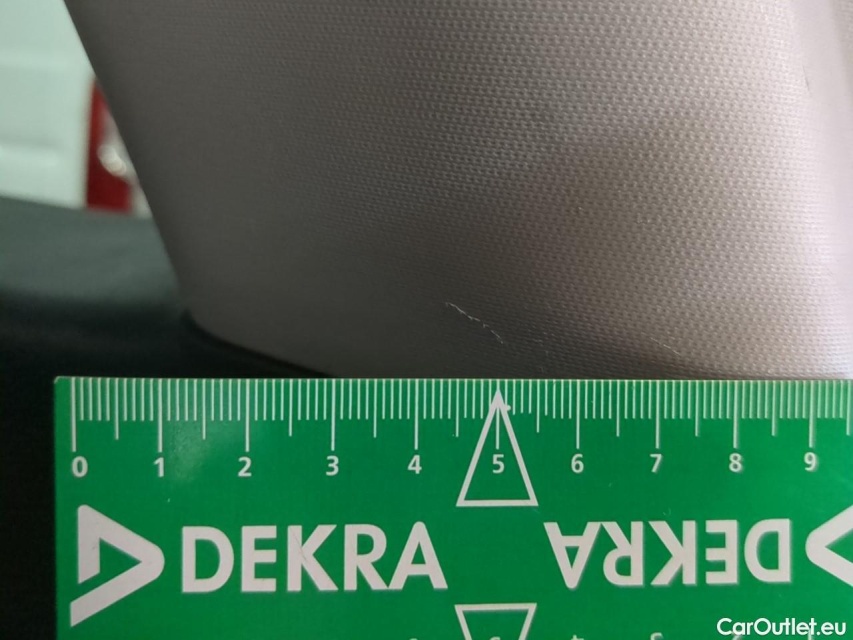 0 1 2 3 4 5 6 7 8 9
DEKRA DEKRA
CarOutlet.eu